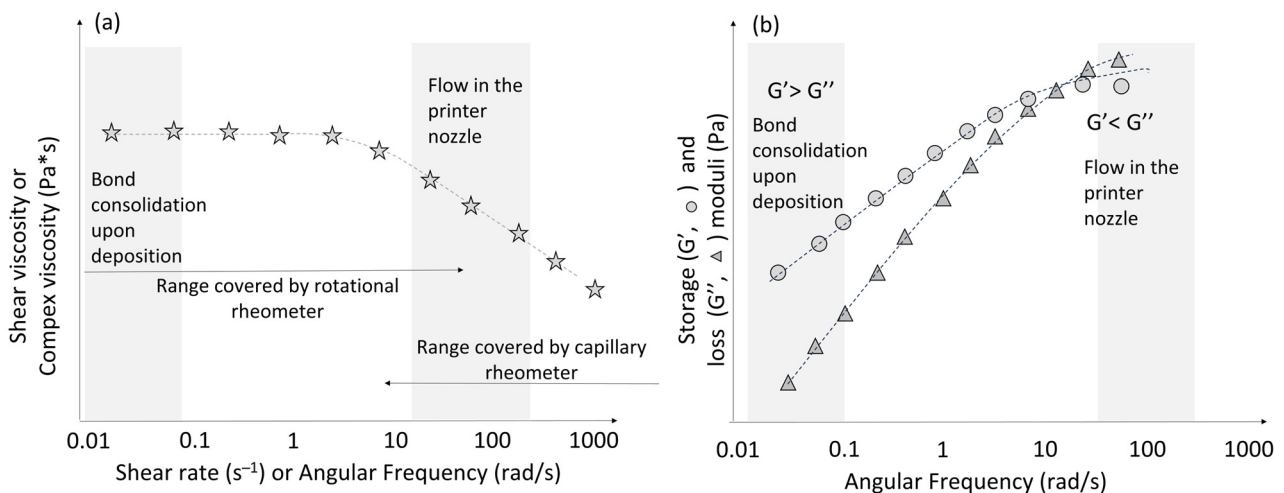 (a)
Shear viscosity or
Compex viscosity (Pa*s)
Flow in the
printer
nozzle
Bond
consolidation
upon
deposition
Range covered by rotational
rheometer
Range covered by capillary
rheometer
0.01 0.1 1 10 100 1000
Shear rate (s⁻¹) or Angular Frequency (rad/s)
(b)
Storage (G’, ○ ) and
loss (G’’, △ ) moduli (Pa)
G’> G’’
Bond
consolidation
upon
deposition
G’< G’’
Flow in the
printer
nozzle
0.01 0.1 1 10 100 1000
Angular Frequency (rad/s)